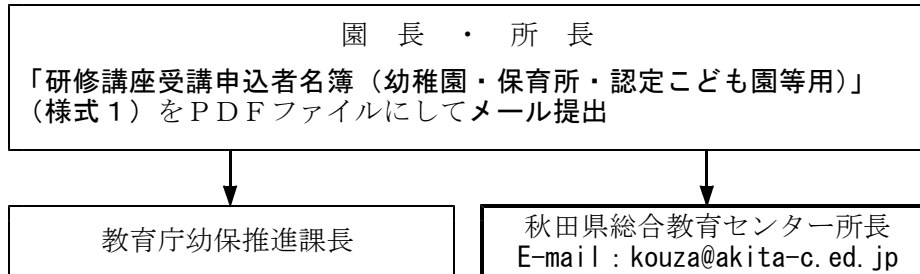 園　長　・　所　長
「研修講座受講申込者名簿（幼稚園・保育所・認定こども園等用）」
（様式１）をＰＤＦファイルにしてメール提出
教育庁幼保推進課長
秋田県総合教育センター所長
E-mail：kouza@akita-c.ed.jp